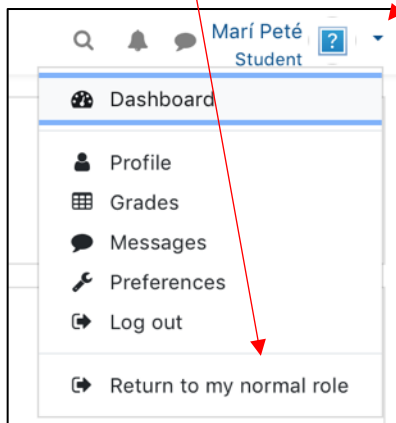 Marí Peté
Student
Dashboard
Profile
Grades
Messages
Preferences
Log out
Return to my normal role